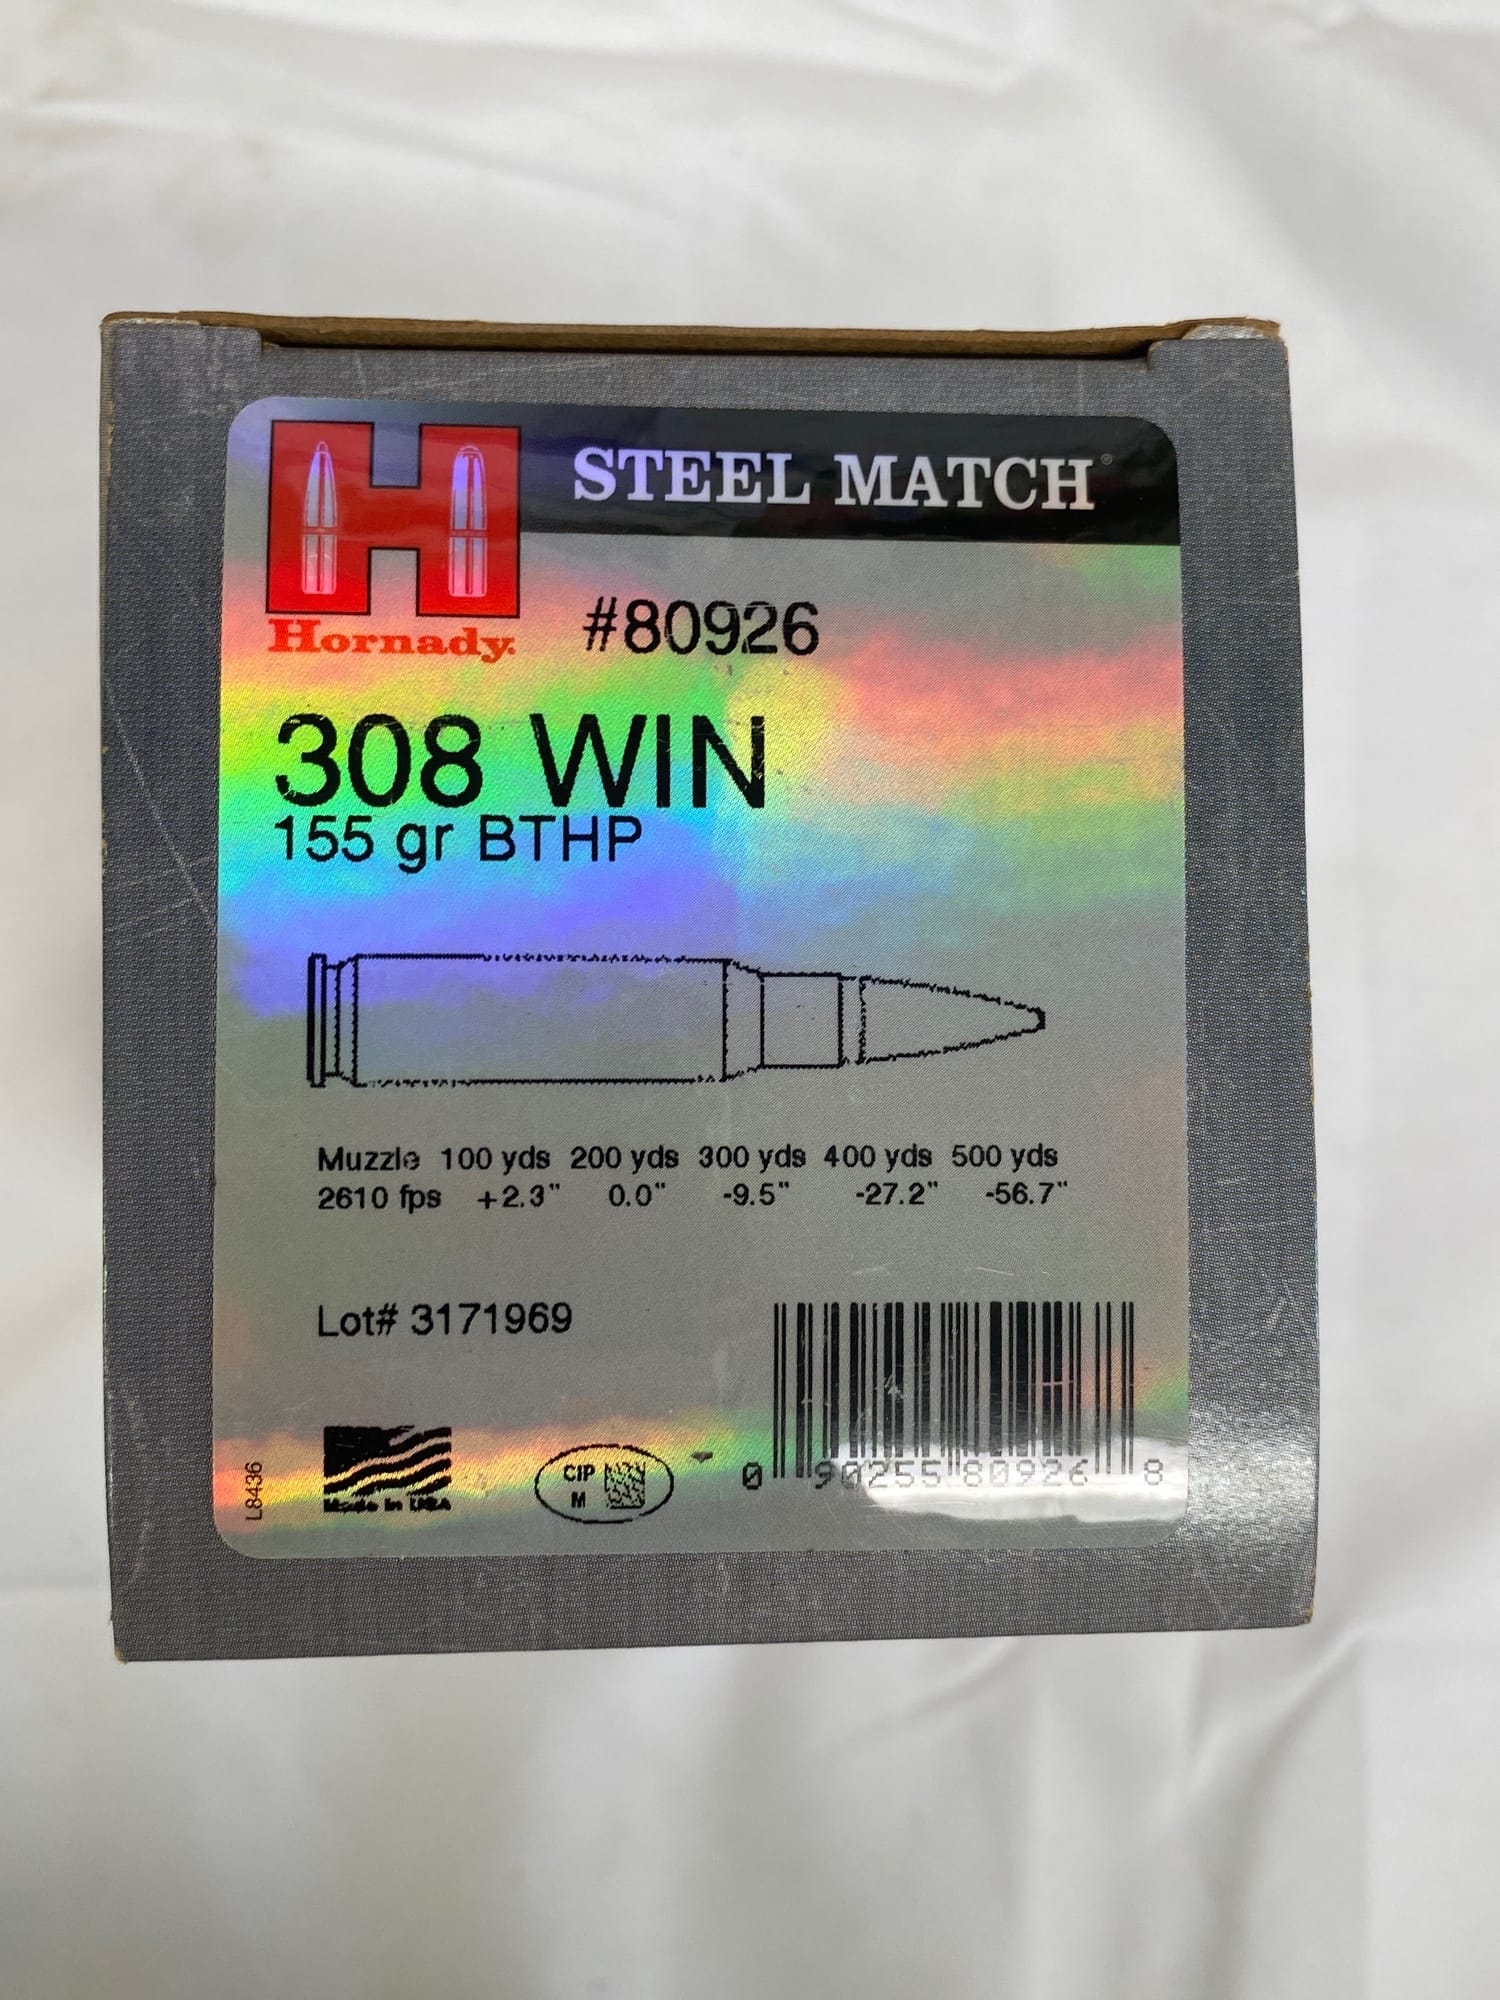 STEEL MATCH®
Hornady.
#80926
308 WIN
155 gr BTHP
Muzzle 100 yds 200 yds 300 yds 400 yds 500 yds
2610 fps +2.3" 0.0" -9.5" -27.2" -56.7"
Lot# 3171969
L8436
Made in USA
CIP
M
0 90255 80926 8